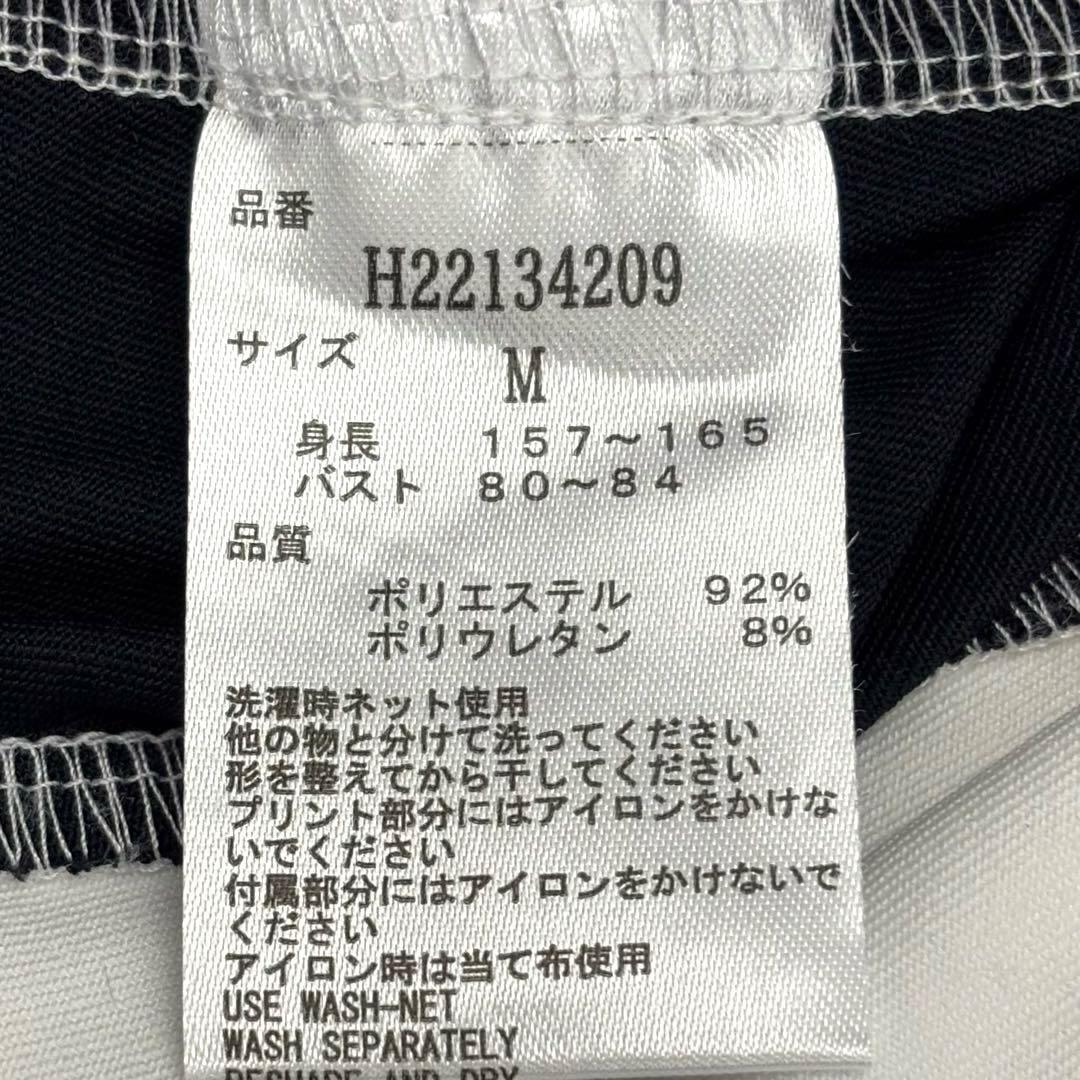 品番
H22134209
サイズ M
身長 157〜165
バスト 80〜84
品質
ポリエステル 92%
ポリウレタン 8%
洗濯時ネット使用
他の物と分けて洗ってください
形を整えてから干してください
プリント部分にはアイロンをかけな
いでください
付属部分にはアイロンをかけないで
ください
アイロン時は当て布使用
USE WASH-NET
WASH SEPARATELY
RESHAPE AND DRY